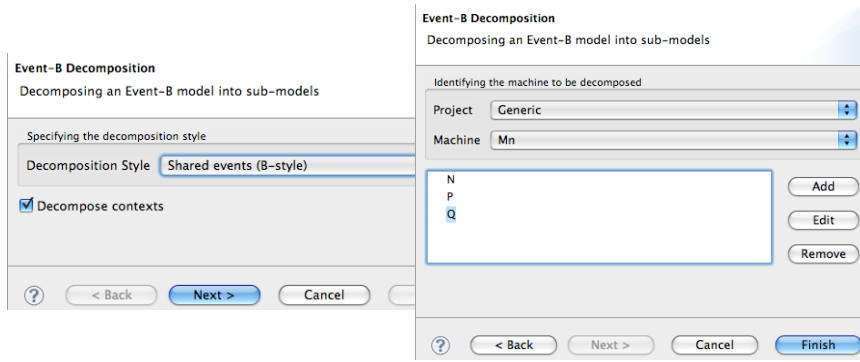 Event-B Decomposition
Decomposing an Event-B model into sub-models
Specifying the decomposition style
Decomposition Style Shared events (B-style)
Decompose contexts
? < Back Next > Cancel
Event-B Decomposition
Decomposing an Event-B model into sub-models
Identifying the machine to be decomposed
Project Generic
Machine Mn
N
P
Q
Add
Edit
Remove
? < Back Next > Cancel Finish